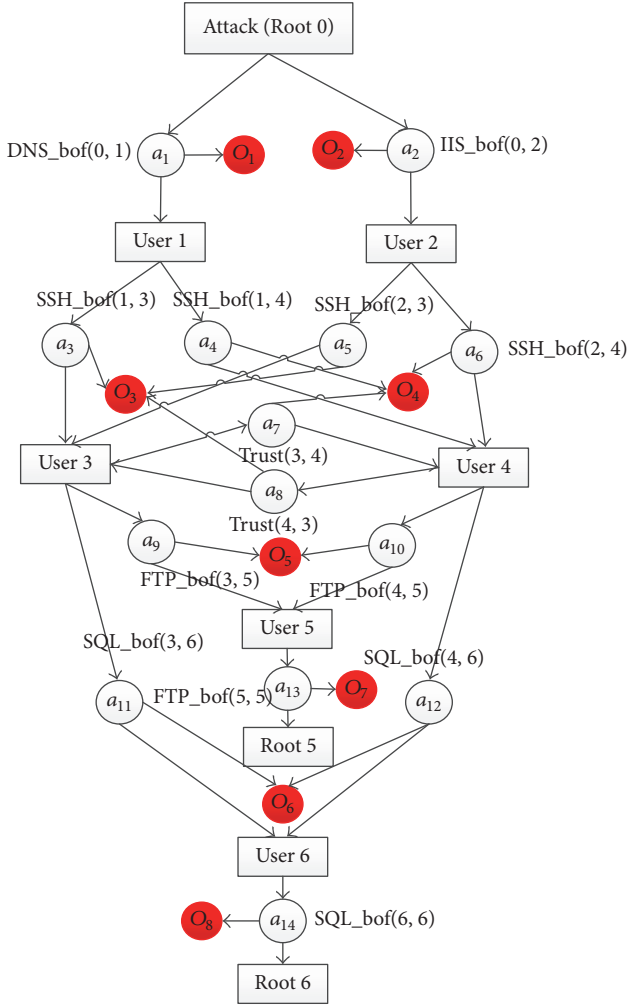 Attack (Root 0)
DNS_bof(0, 1)
a1
O1
O2
a2
IIS_bof(0, 2)
User 1
User 2
SSH_bof(1, 3)
SSH_bof(1, 4)
SSH_bof(2, 3)
a3
a4
a5
a6
SSH_bof(2, 4)
O3
O4
a7
Trust(3, 4)
User 3
User 4
a8
Trust(4, 3)
a9
O5
a10
FTP_bof(3, 5)
FTP_bof(4, 5)
User 5
SQL_bof(3, 6)
SQL_bof(4, 6)
a11
FTP_bof(5, 5)
a13
O7
a12
Root 5
O6
User 6
O8
a14
SQL_bof(6, 6)
Root 6